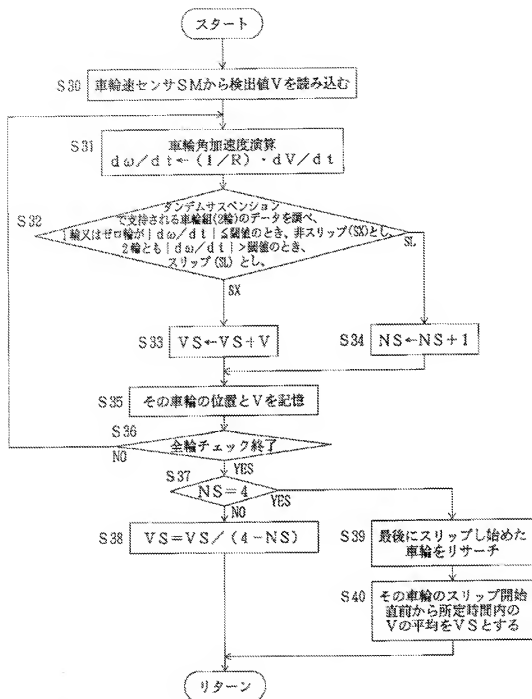 スタート
S30 車輪速センサSMから検出値Vを読み込む
S31 車輪角加速度演算
dω/dt←(1/R)・dV/dt
S32
タンデムサスペンション
で支持される車輪組(2輪)のデータを調べ、
1輪又はゼロ輪が|dω/dt|≦閾値のとき、非スリップ(SX)とし、
2輪とも|dω/dt|>閾値のとき、
スリップ(SL)とし、
SL
SX
S33 VS←VS+V
S34 NS←NS+1
S35 その車輪の位置とVを記憶
S36
全輪チェック終了
NO
YES
S37
NS=4
YES
NO
S38 VS=VS/(4-NS)
S39 最後にスリップし始めた
車輪をリサーチ
S40 その車輪のスリップ開始
直前から所定時間内の
Vの平均をVSとする
リターン